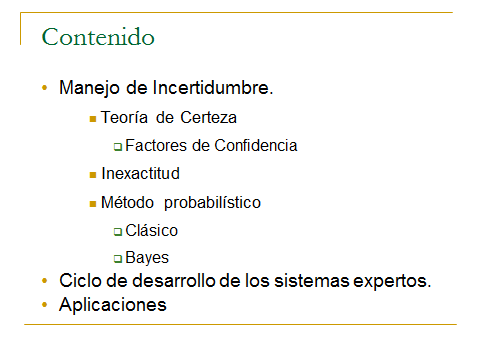 Contenido
Manejo de Incertidumbre.
Teoría de Certeza
Factores de Confidencia
Inexactitud
Método probabilístico
Clásico
Bayes
Ciclo de desarrollo de los sistemas expertos.
Aplicaciones